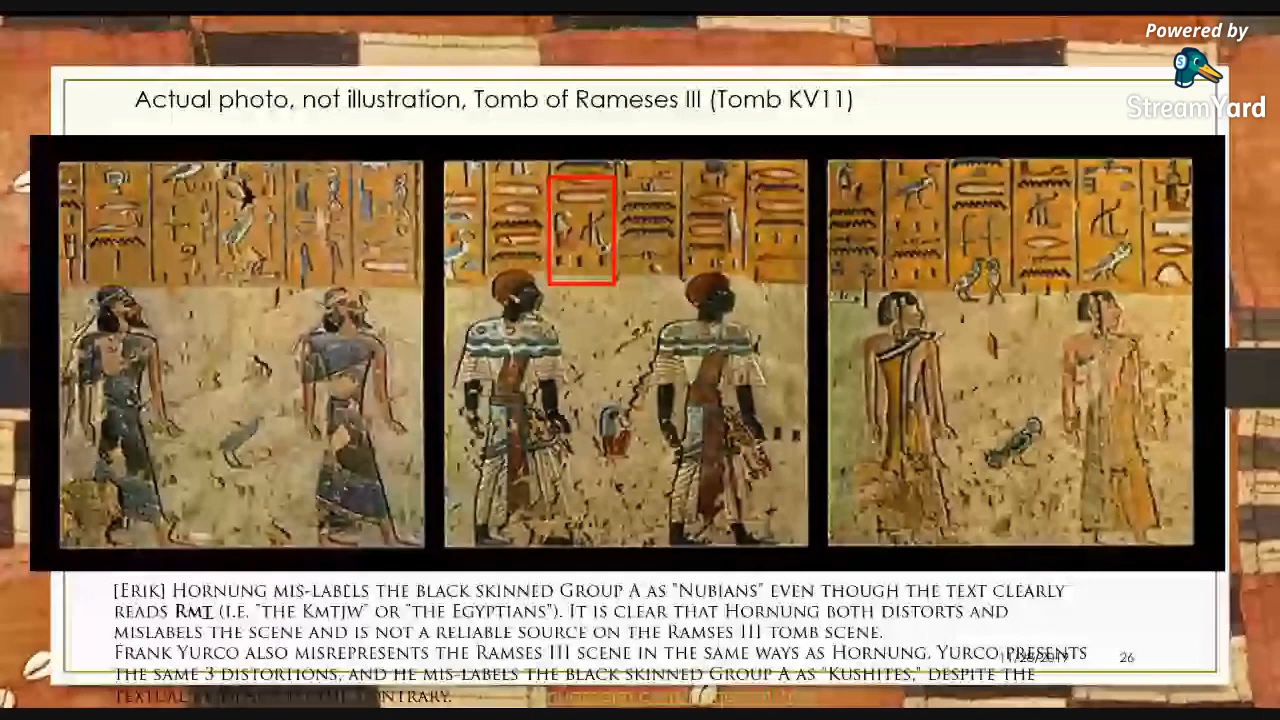 Powered by
StreamYard
Actual photo, not illustration, Tomb of Rameses III (Tomb KV11)
[Erik] Hornung mis-labels the black skinned Group A as "Nubians" even though the text clearly
reads Rmṯ (i.e. "the Kmtjw" or "the Egyptians"). It is clear that Hornung both distorts and
mislabels the scene and is not a reliable source on the Ramses III tomb scene.
Frank Yurco also misrepresents the Ramses III scene in the same ways as Hornung. Yurco presents
the same 3 distortions, and he mis-labels the black skinned Group A as "Kushites," despite the
26